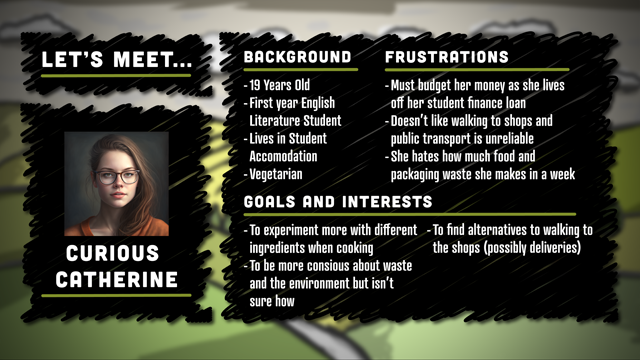 LET'S MEET...
CURIOUS
CATHERINE
BACKGROUND
- 19 Years Old
- First year English
Literature Student
- Lives in Student
Accomodation
- Vegetarian
FRUSTRATIONS
- Must budget her money as she lives
off her student finance loan
- Doesn't like walking to shops and
public transport is unreliable
- She hates how much food and
packaging waste she makes in a week
GOALS AND INTERESTS
- To experiment more with different
ingredients when cooking
- To be more consious about waste
and the environment but isn't
sure how
- To find alternatives to walking to
the shops (possibly deliveries)